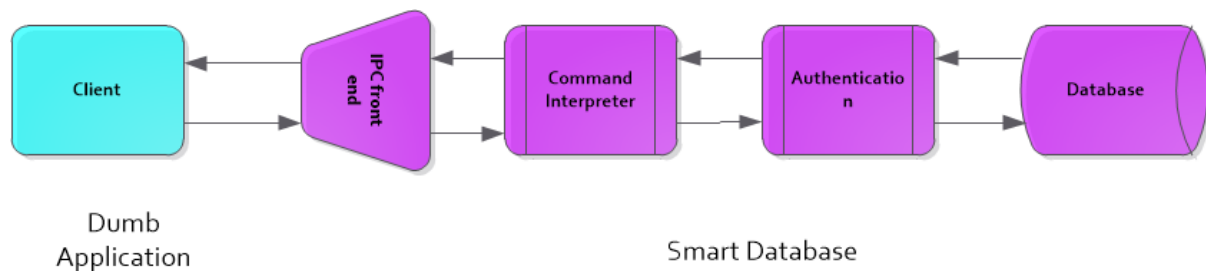 Client
IPC front
end
Command
Interpreter
Authenticatio
n
Database
Dumb
Application
Smart Database